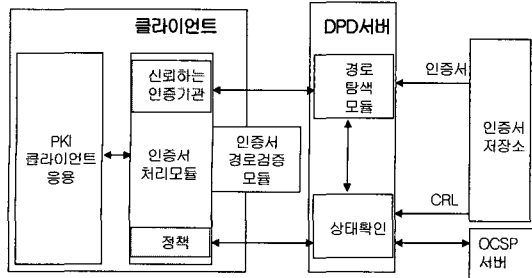 클라이언트
DPD서버
신뢰하는
인증기관
경로
탐색
모듈
인증서
PKI
클라이언트
응용
인증서
처리모듈
인증서
경로검증
모듈
인증서
저장소
CRL
정책
상태확인
OCSP
서버